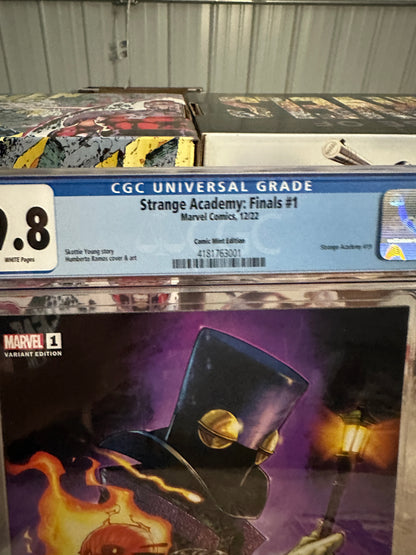 CGC UNIVERSAL GRADE
9.8
WHITE Pages
Strange Academy: Finals #1
Marvel Comics, 12/22
Comic Mint Edition
4181763001
Skottie Young story
Humberto Ramos cover & art
Strange Academy #19
MARVEL 1
VARIANT EDITION